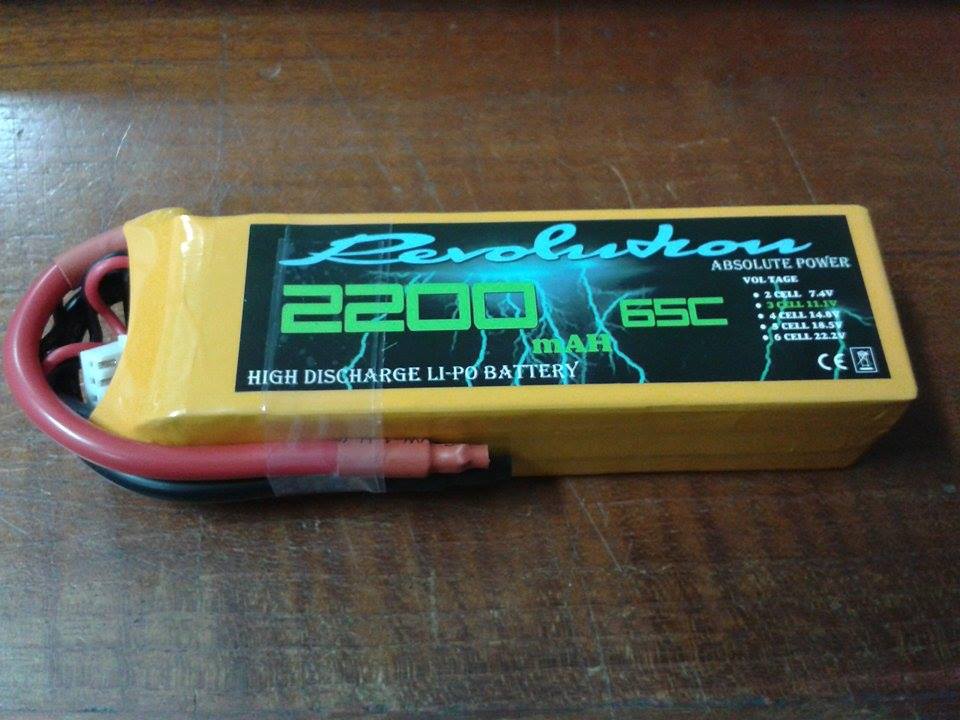 Revolution
ABSOLUTE POWER
2200 mAH
65C
VOLTAGE
• 2 CELL 7.4V
• 3 CELL 11.1V
• 4 CELL 14.8V
• 5 CELL 18.5V
• 6 CELL 22.2V
CE
HIGH DISCHARGE LI-PO BATTERY